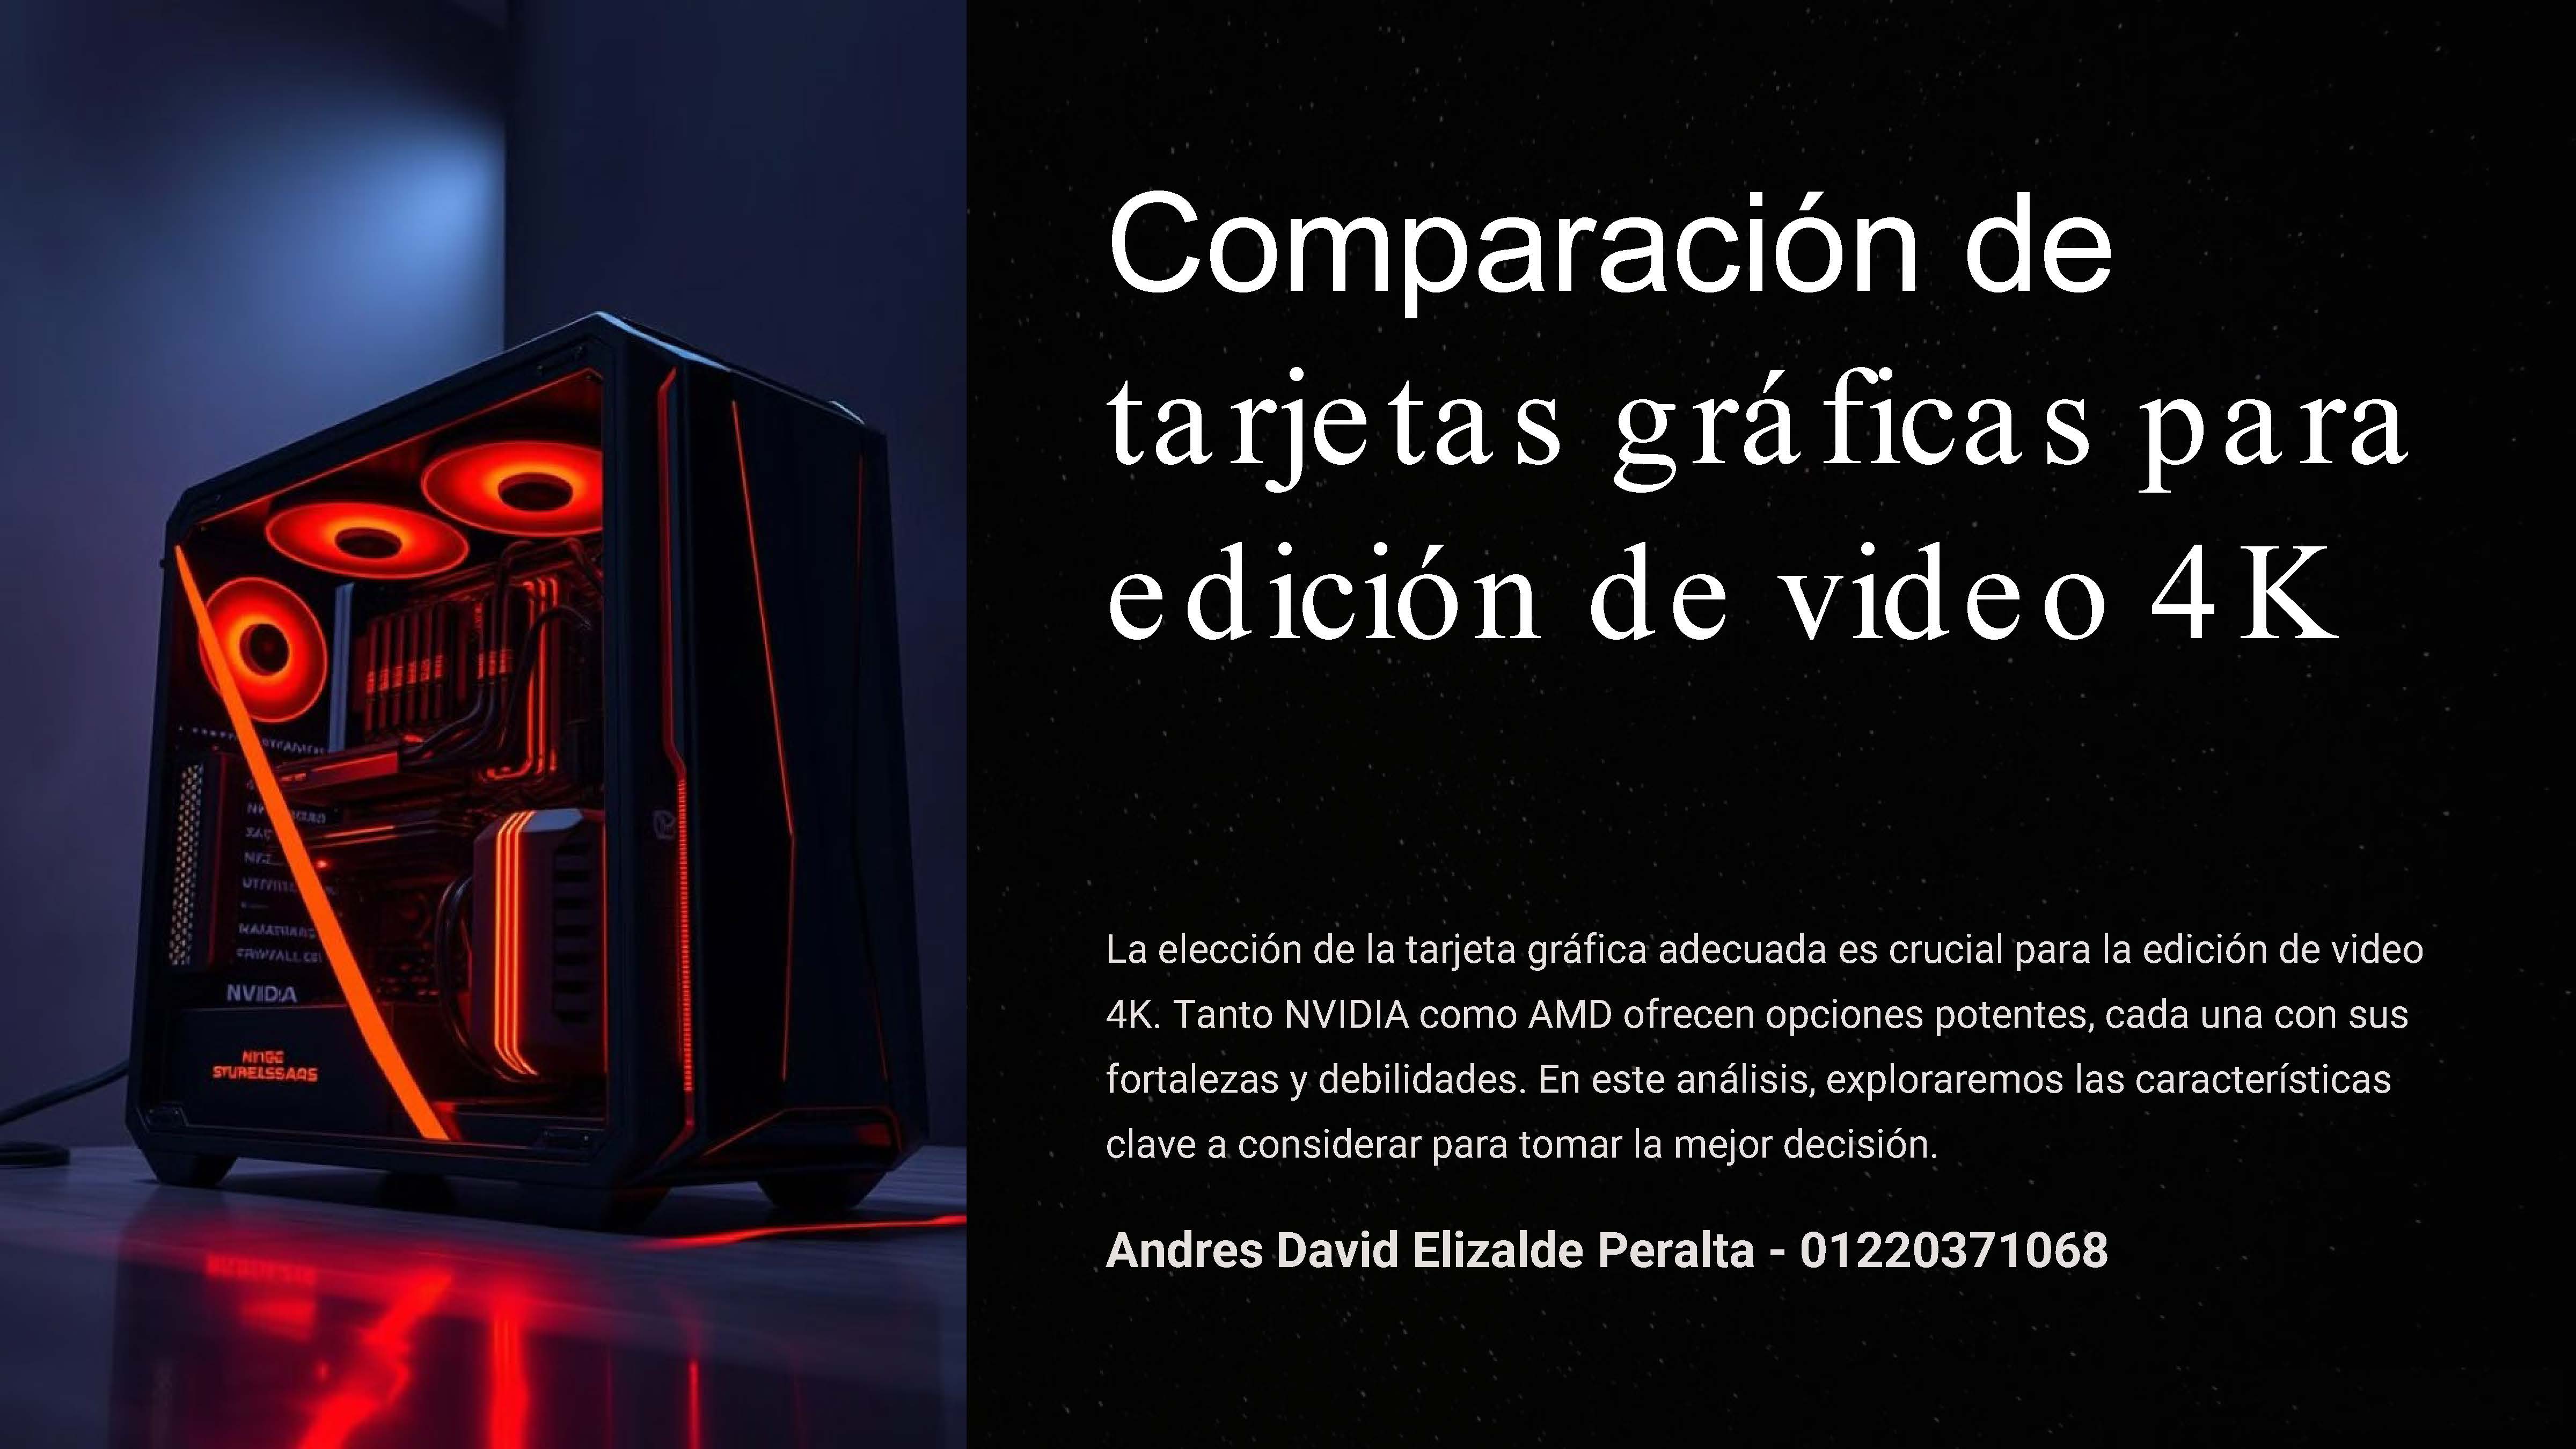 Comparación de
tarjetas gráficas para
edición de video 4K
La elección de la tarjeta gráfica adecuada es crucial para la edición de video
4K. Tanto NVIDIA como AMD ofrecen opciones potentes, cada una con sus
fortalezas y debilidades. En este análisis, exploraremos las características
clave a considerar para tomar la mejor decisión.
Andres David Elizalde Peralta - 01220371068
NVIDIA